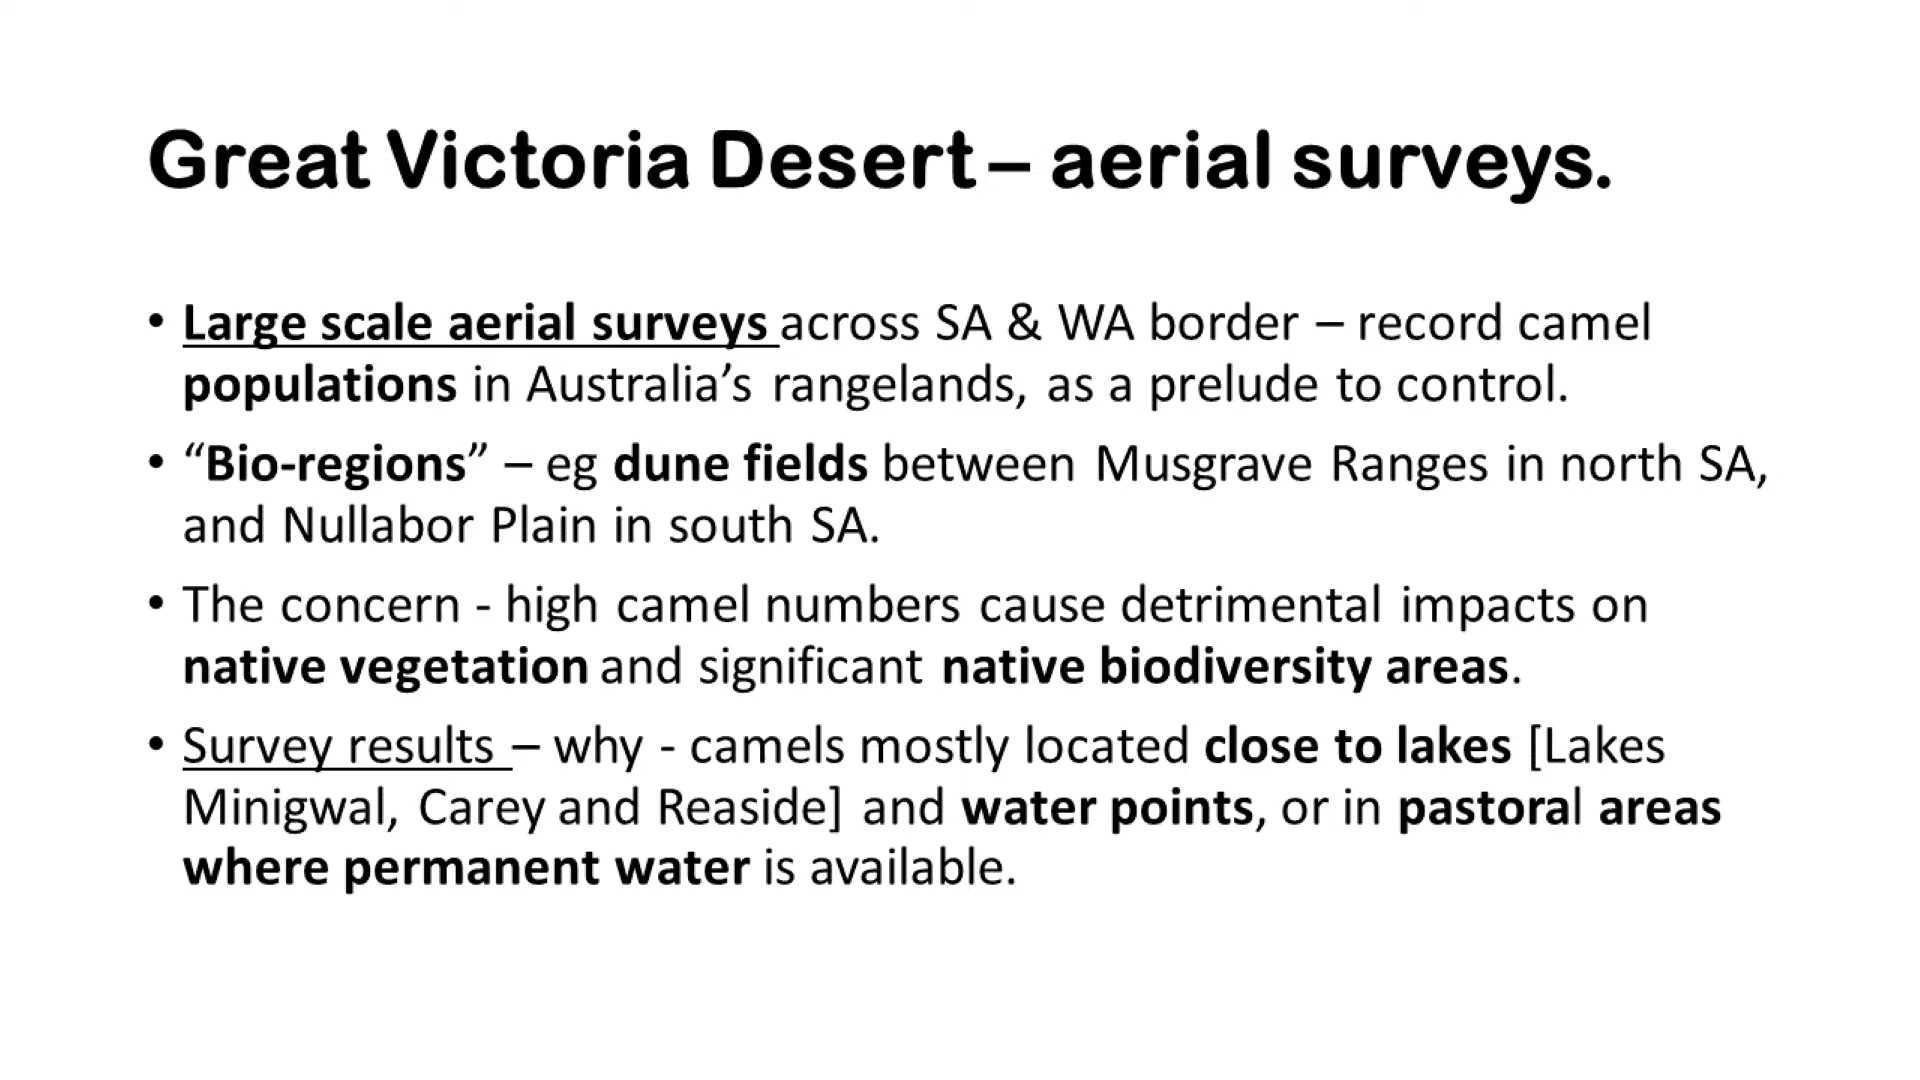 Great Victoria Desert – aerial surveys.
• Large scale aerial surveys across SA & WA border – record camel
populations in Australia’s rangelands, as a prelude to control.
• “Bio-regions” – eg dune fields between Musgrave Ranges in north SA,
and Nullabor Plain in south SA.
• The concern - high camel numbers cause detrimental impacts on
native vegetation and significant native biodiversity areas.
• Survey results – why - camels mostly located close to lakes [Lakes
Minigwal, Carey and Reaside] and water points, or in pastoral areas
where permanent water is available.